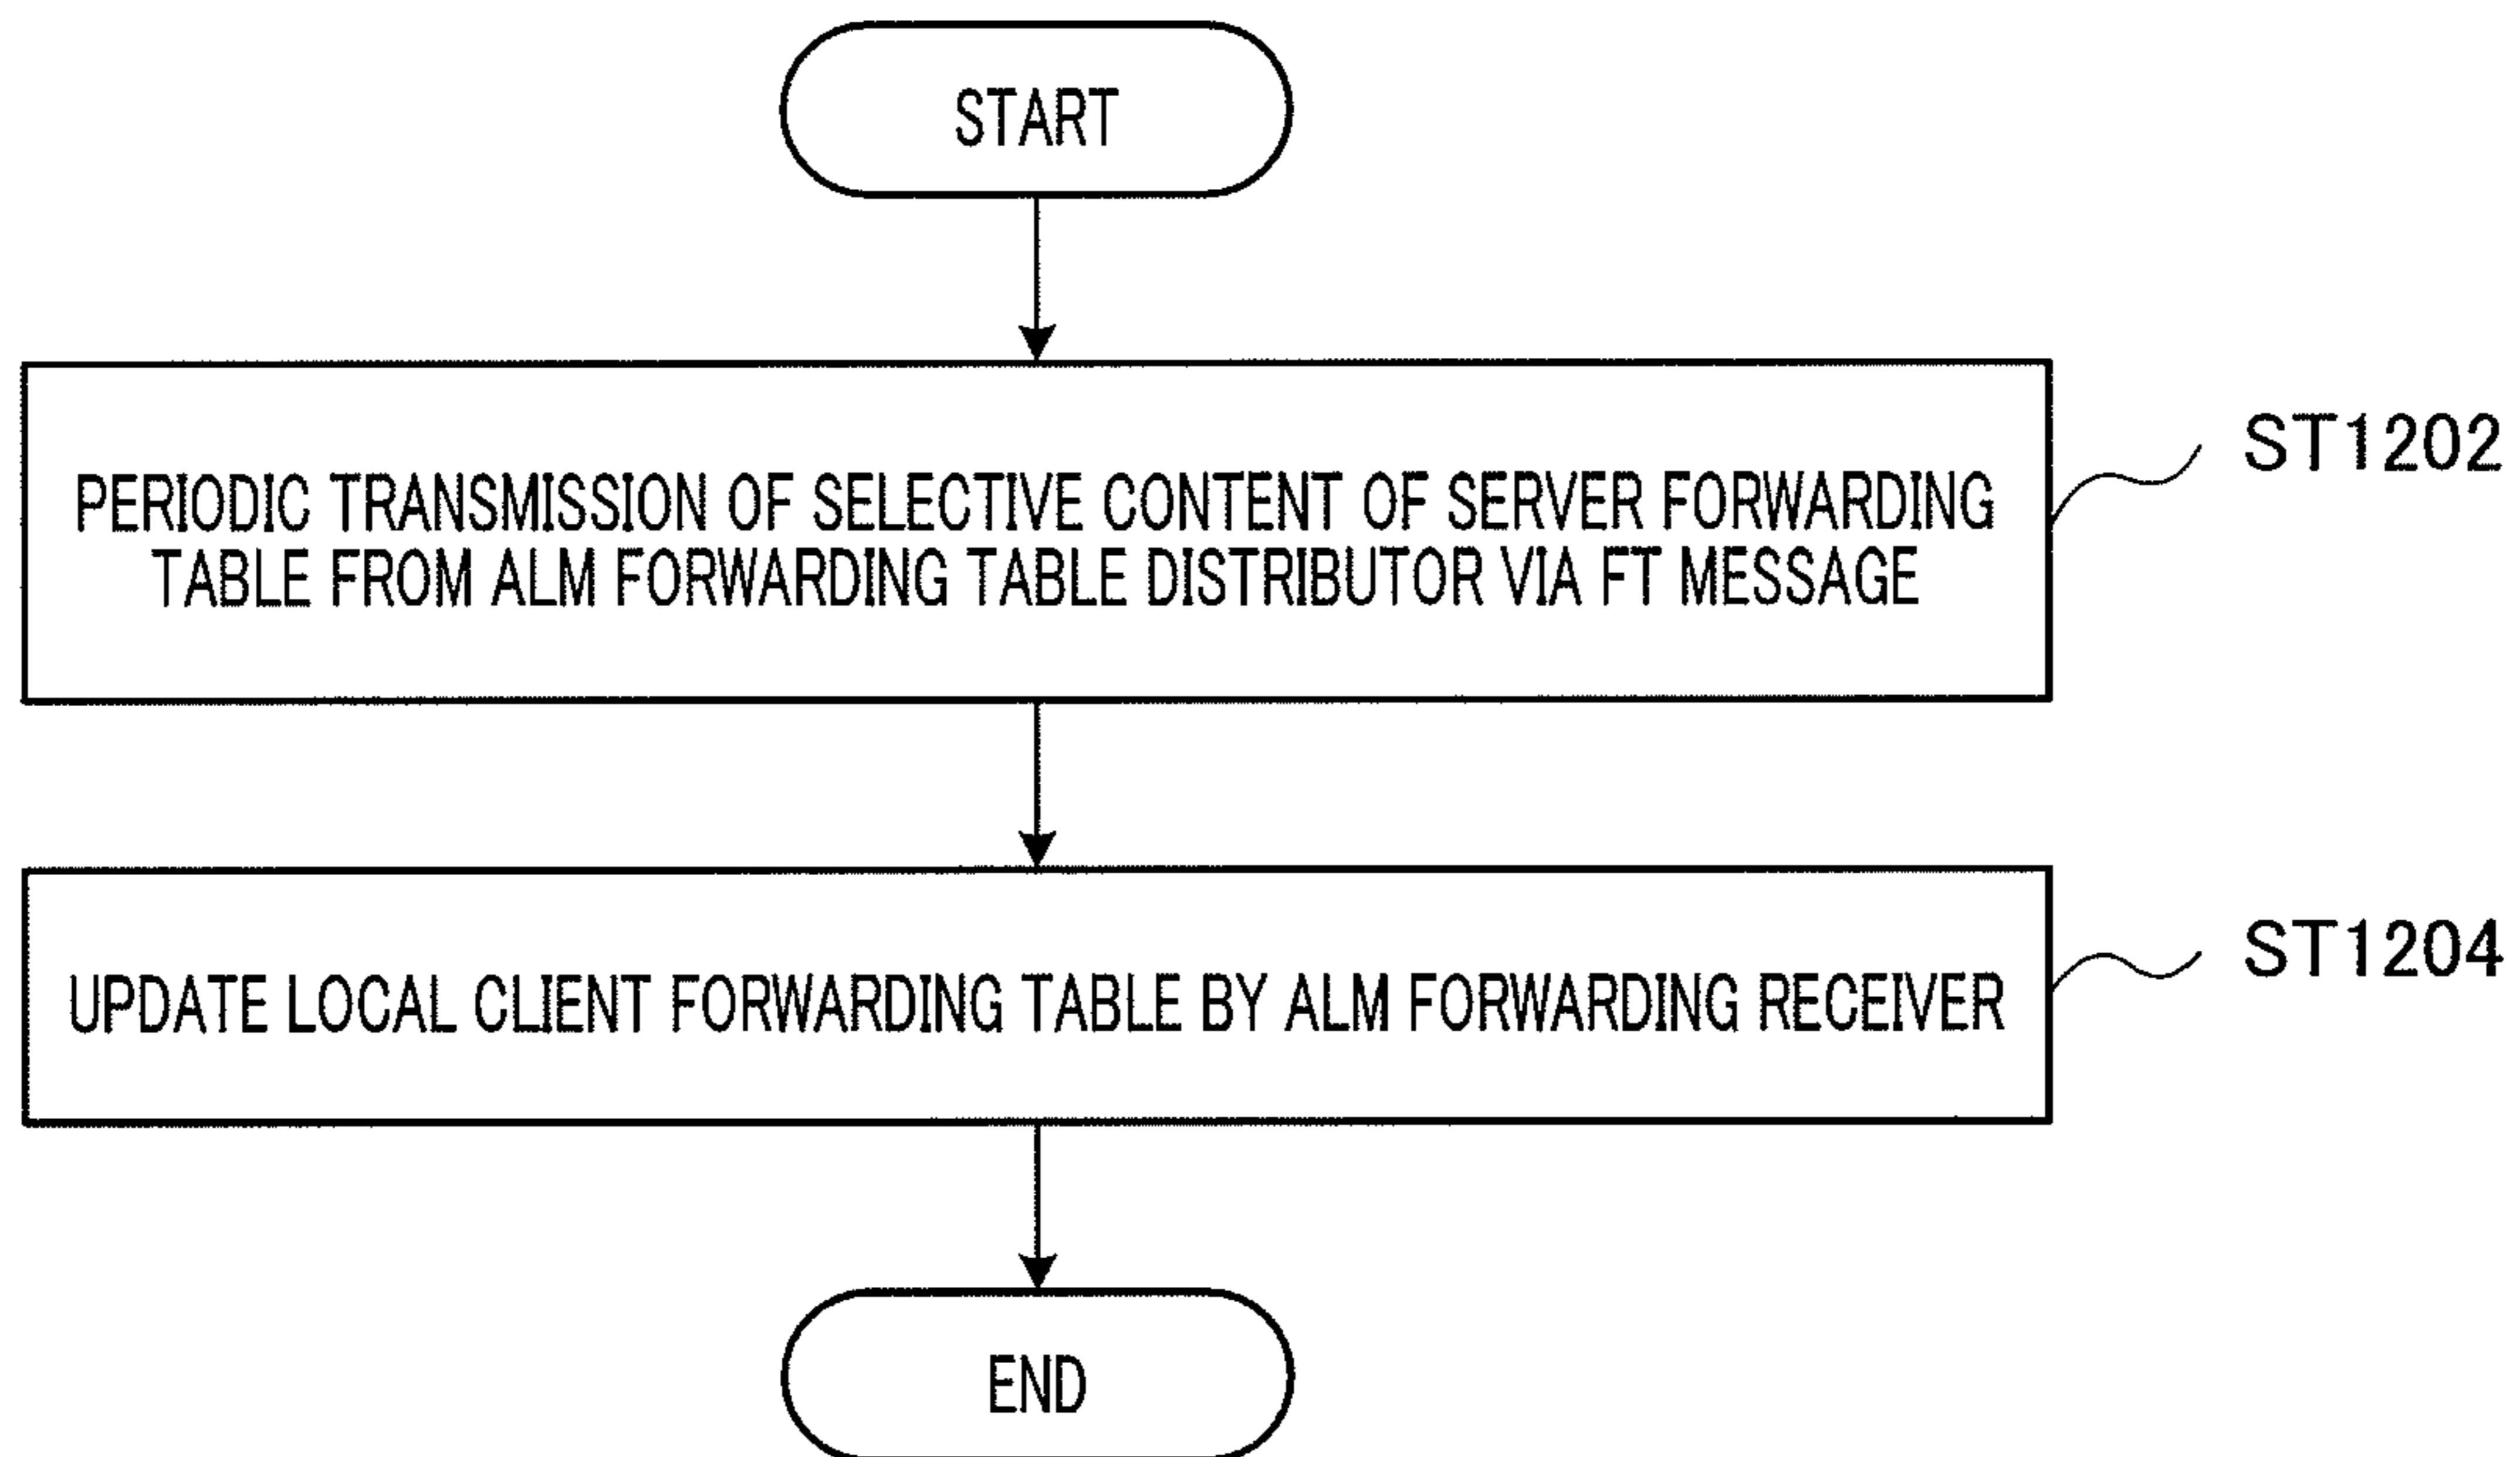 START
PERIODIC TRANSMISSION OF SELECTIVE CONTENT OF SERVER FORWARDING
TABLE FROM ALM FORWARDING TABLE DISTRIBUTOR VIA FT MESSAGE
ST1202
UPDATE LOCAL CLIENT FORWARDING TABLE BY ALM FORWARDING RECEIVER
ST1204
END